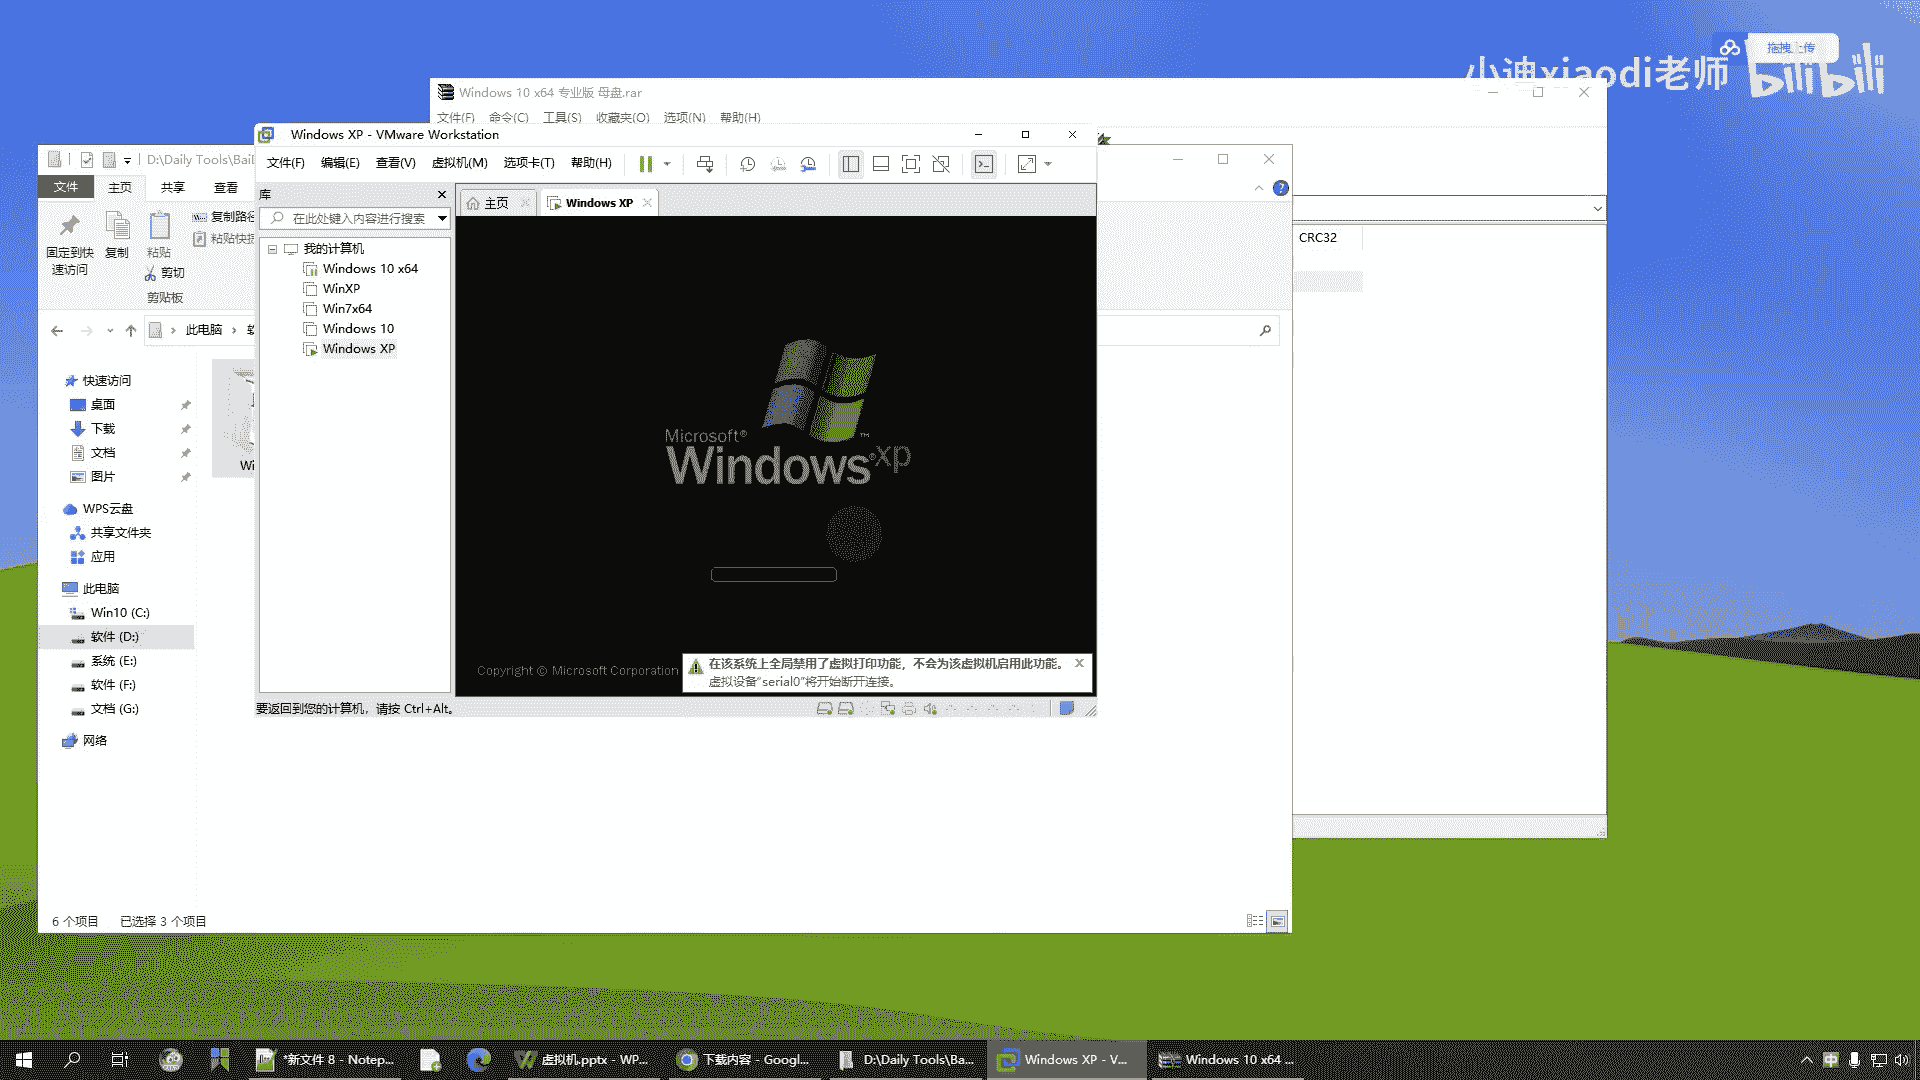 拖拽上传
小迪xiaodi老师
bilibili
Windows 10 x64 专业版 母盘.rar
文件(F) 命令(C) 工具(S) 收藏夹(O) 选项(N) 帮助(H)
Windows XP - VMware Workstation
文件(F) 编辑(E) 查看(V) 虚拟机(M) 选项卡(T) 帮助(H)
D:\Daily Tools\BaiD
文件 主页 共享 查看
库
主页 Windows XP
在此处键入内容进行搜索
复制路径
粘贴快捷
固定到快速访问
复制
粘贴
剪切
剪贴板
CRC32
我的计算机
Windows 10 x64
WinXP
Win7x64
Windows 10
Windows XP
此电脑
快速访问
桌面
下载
文档
图片
WPS云盘
共享文件夹
应用
此电脑
Win10 (C:)
软件 (D:)
系统 (E:)
软件 (F:)
文档 (G:)
网络
Wi
Microsoft®
Windows®xp
™
Copyright © Microsoft Corporation
在该系统上全局禁用了虚拟打印功能，不会为该虚拟机启用此功能。
虚拟设备"serial0"将开始断开连接。
要返回到您的计算机，请按 Ctrl+Alt。
6 个项目 已选择 3 个项目
*新文件 8 - Notep...
虚拟机.pptx - WP...
下载内容 - Googl...
D:\Daily Tools\Ba...
Windows XP - V...
Windows 10 x64 ...
中